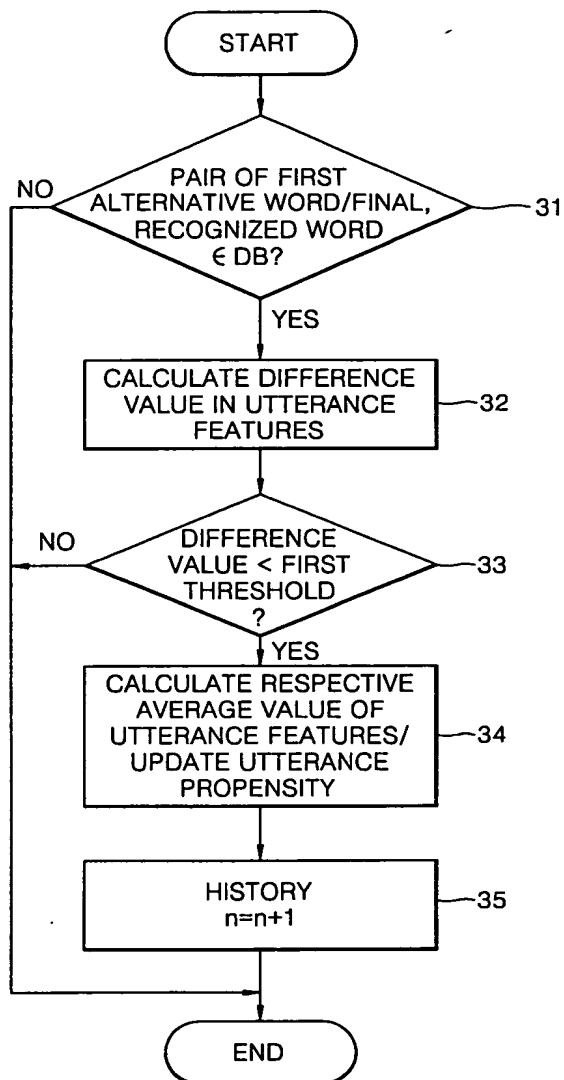 START
NO
PAIR OF FIRST
ALTERNATIVE WORD/FINAL,
RECOGNIZED WORD
∈ DB?
31
YES
CALCULATE DIFFERENCE
VALUE IN UTTERANCE
FEATURES
32
NO
DIFFERENCE
VALUE < FIRST
THRESHOLD
?
33
YES
CALCULATE RESPECTIVE
AVERAGE VALUE OF
UTTERANCE FEATURES/
UPDATE UTTERANCE
PROPENSITY
34
HISTORY
n=n+1
35
END